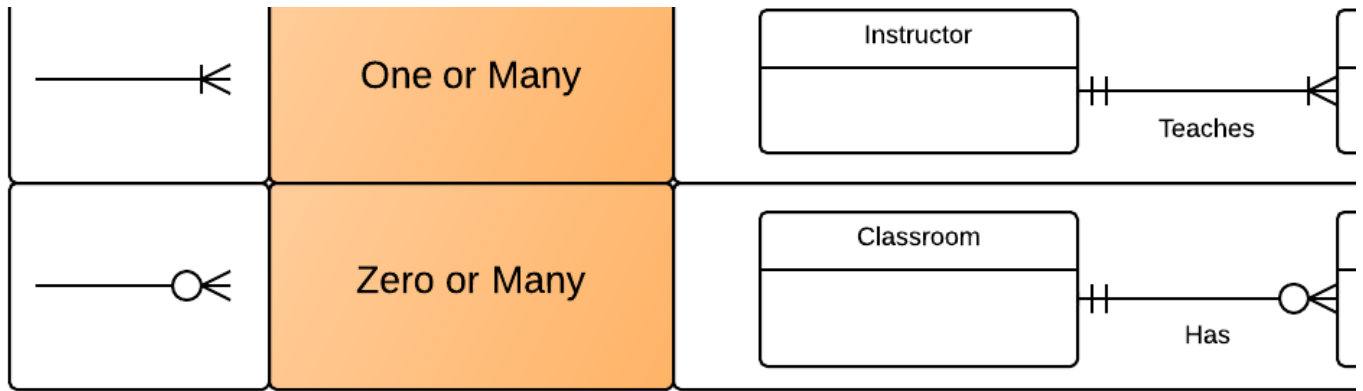 One or Many
Instructor
Teaches
Zero or Many
Classroom
Has